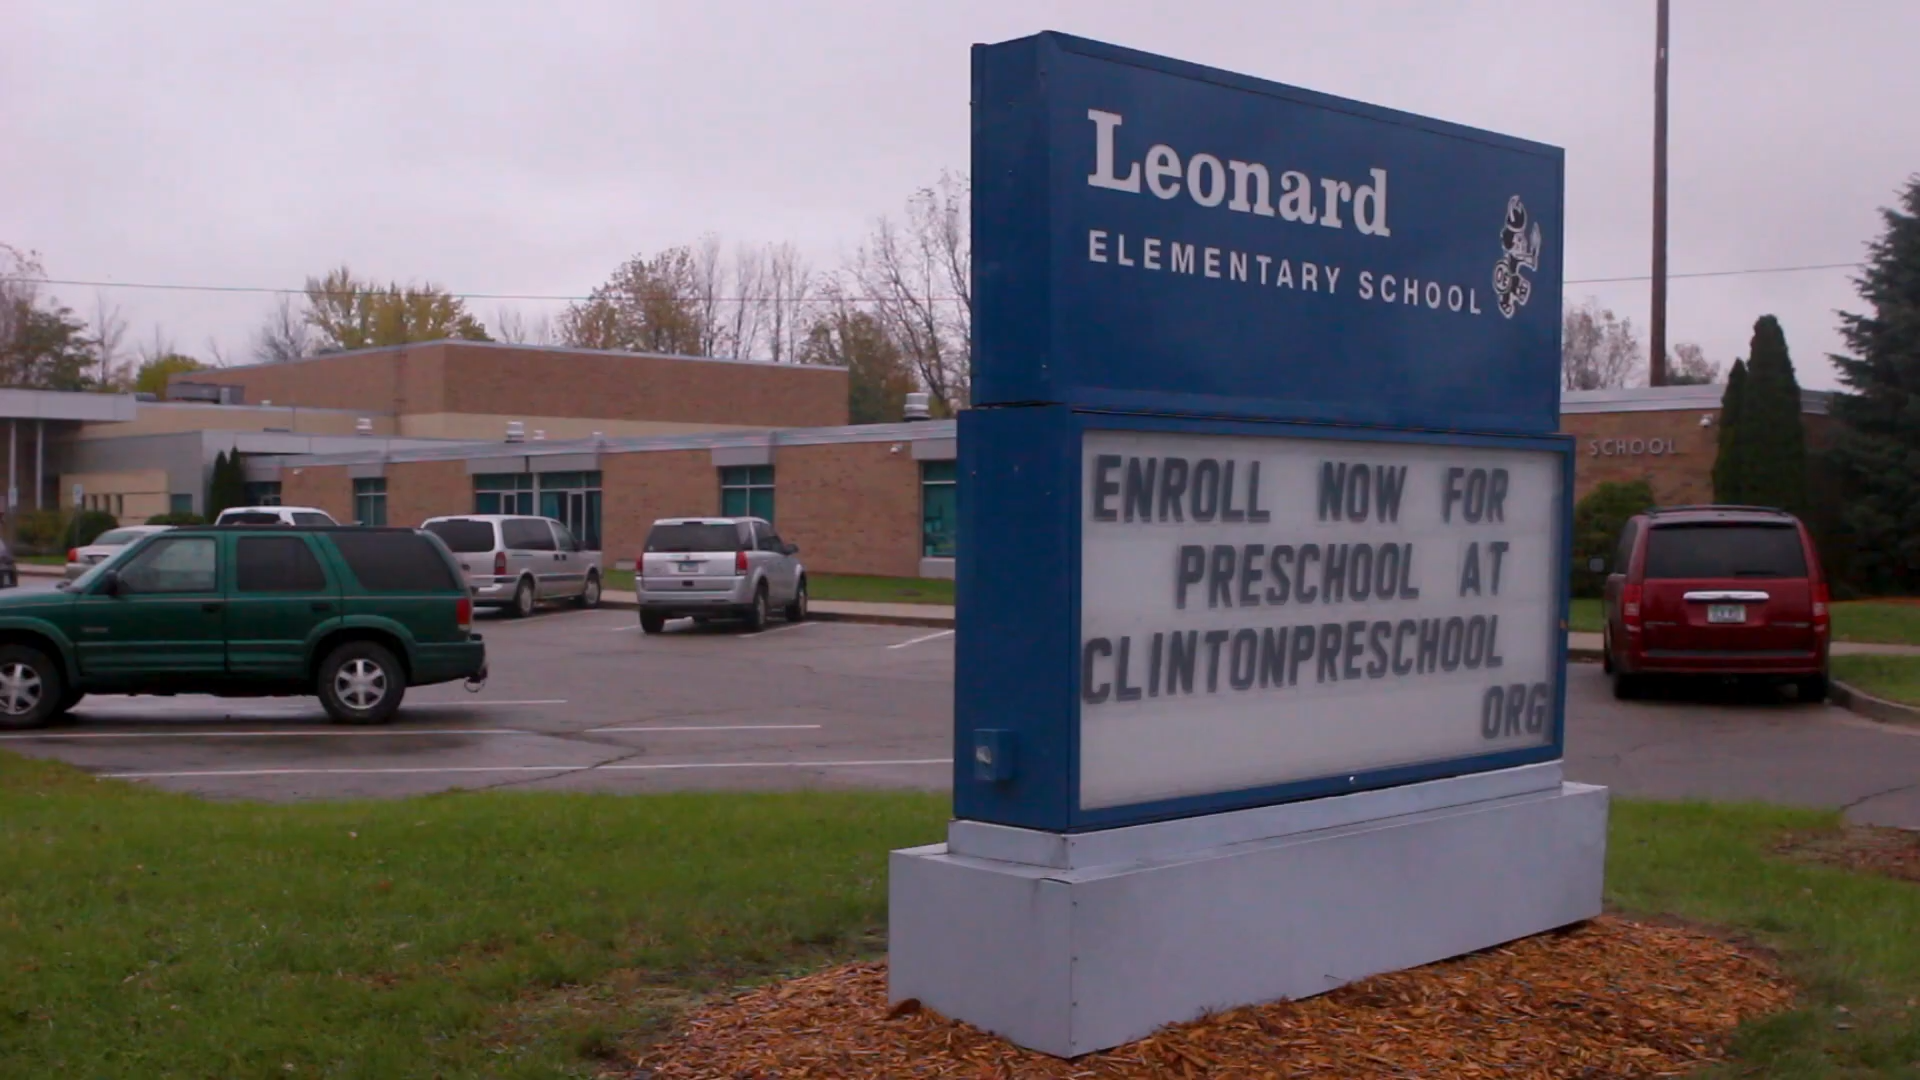 Leonard
ELEMENTARY SCHOOL
ENROLL NOW FOR
PRESCHOOL AT
CLINTONPRESCHOOL
ORG
SCHOOL